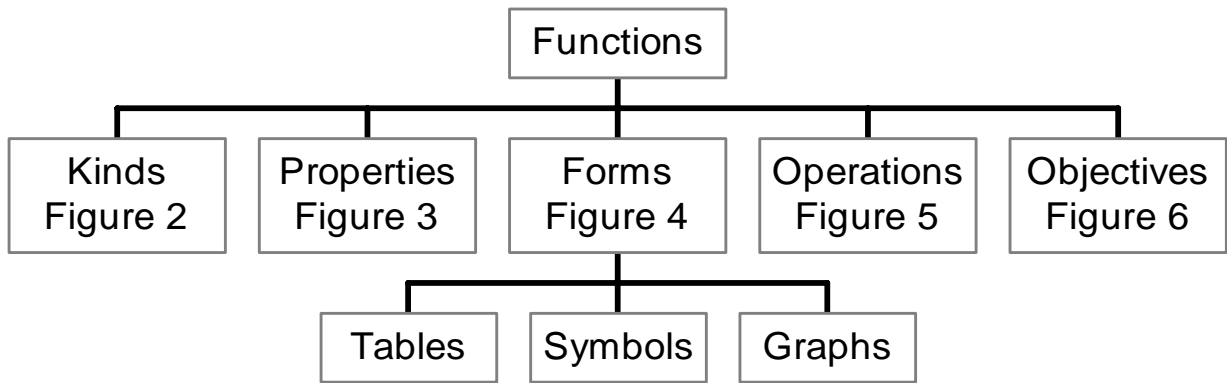 Functions
Kinds
Figure 2
Properties
Figure 3
Forms
Figure 4
Operations
Figure 5
Objectives
Figure 6
Tables
Symbols
Graphs